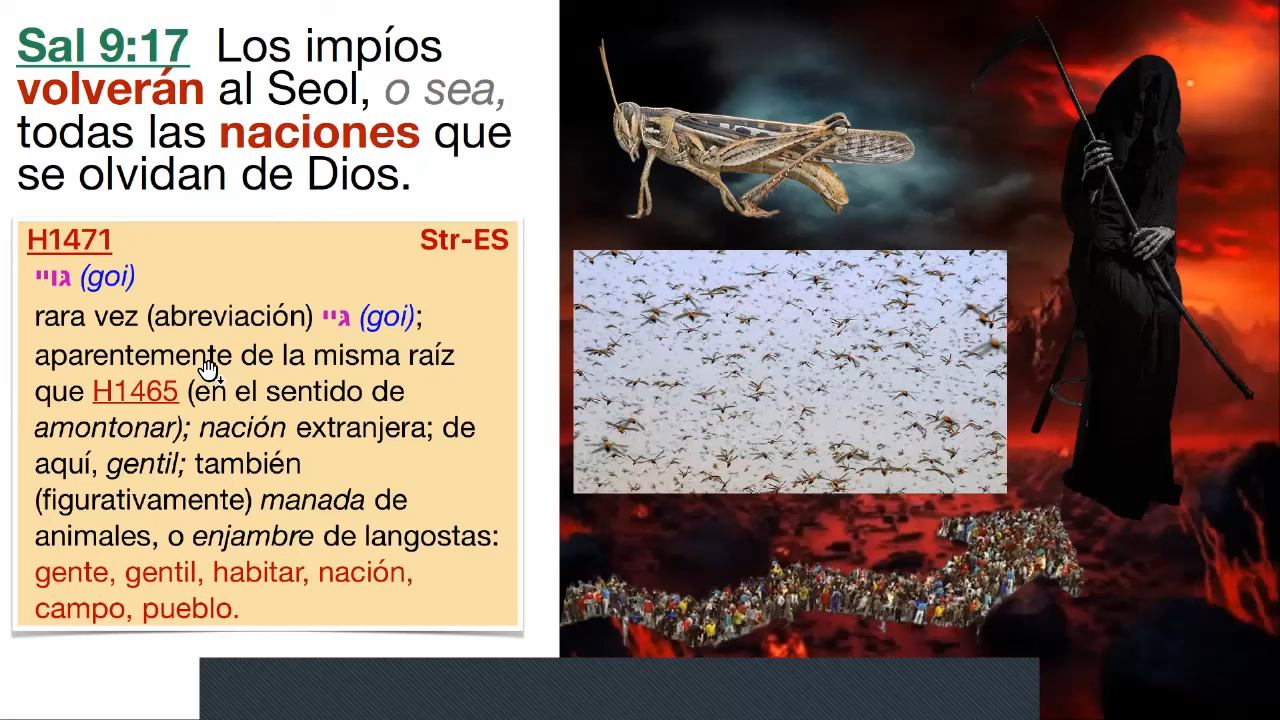 Sal 9:17 Los impíos
volverán al Seol, o sea,
todas las naciones que
se olvidan de Dios.
H1471 Str-ES
גּוֹיי (goi)
rara vez (abreviación) גּיי (goi);
aparentemente de la misma raíz
que H1465 (en el sentido de
amontonar); nación extranjera; de
aquí, gentil; también
(figurativamente) manada de
animales, o enjambre de langostas:
gente, gentil, habitar, nación,
campo, pueblo.